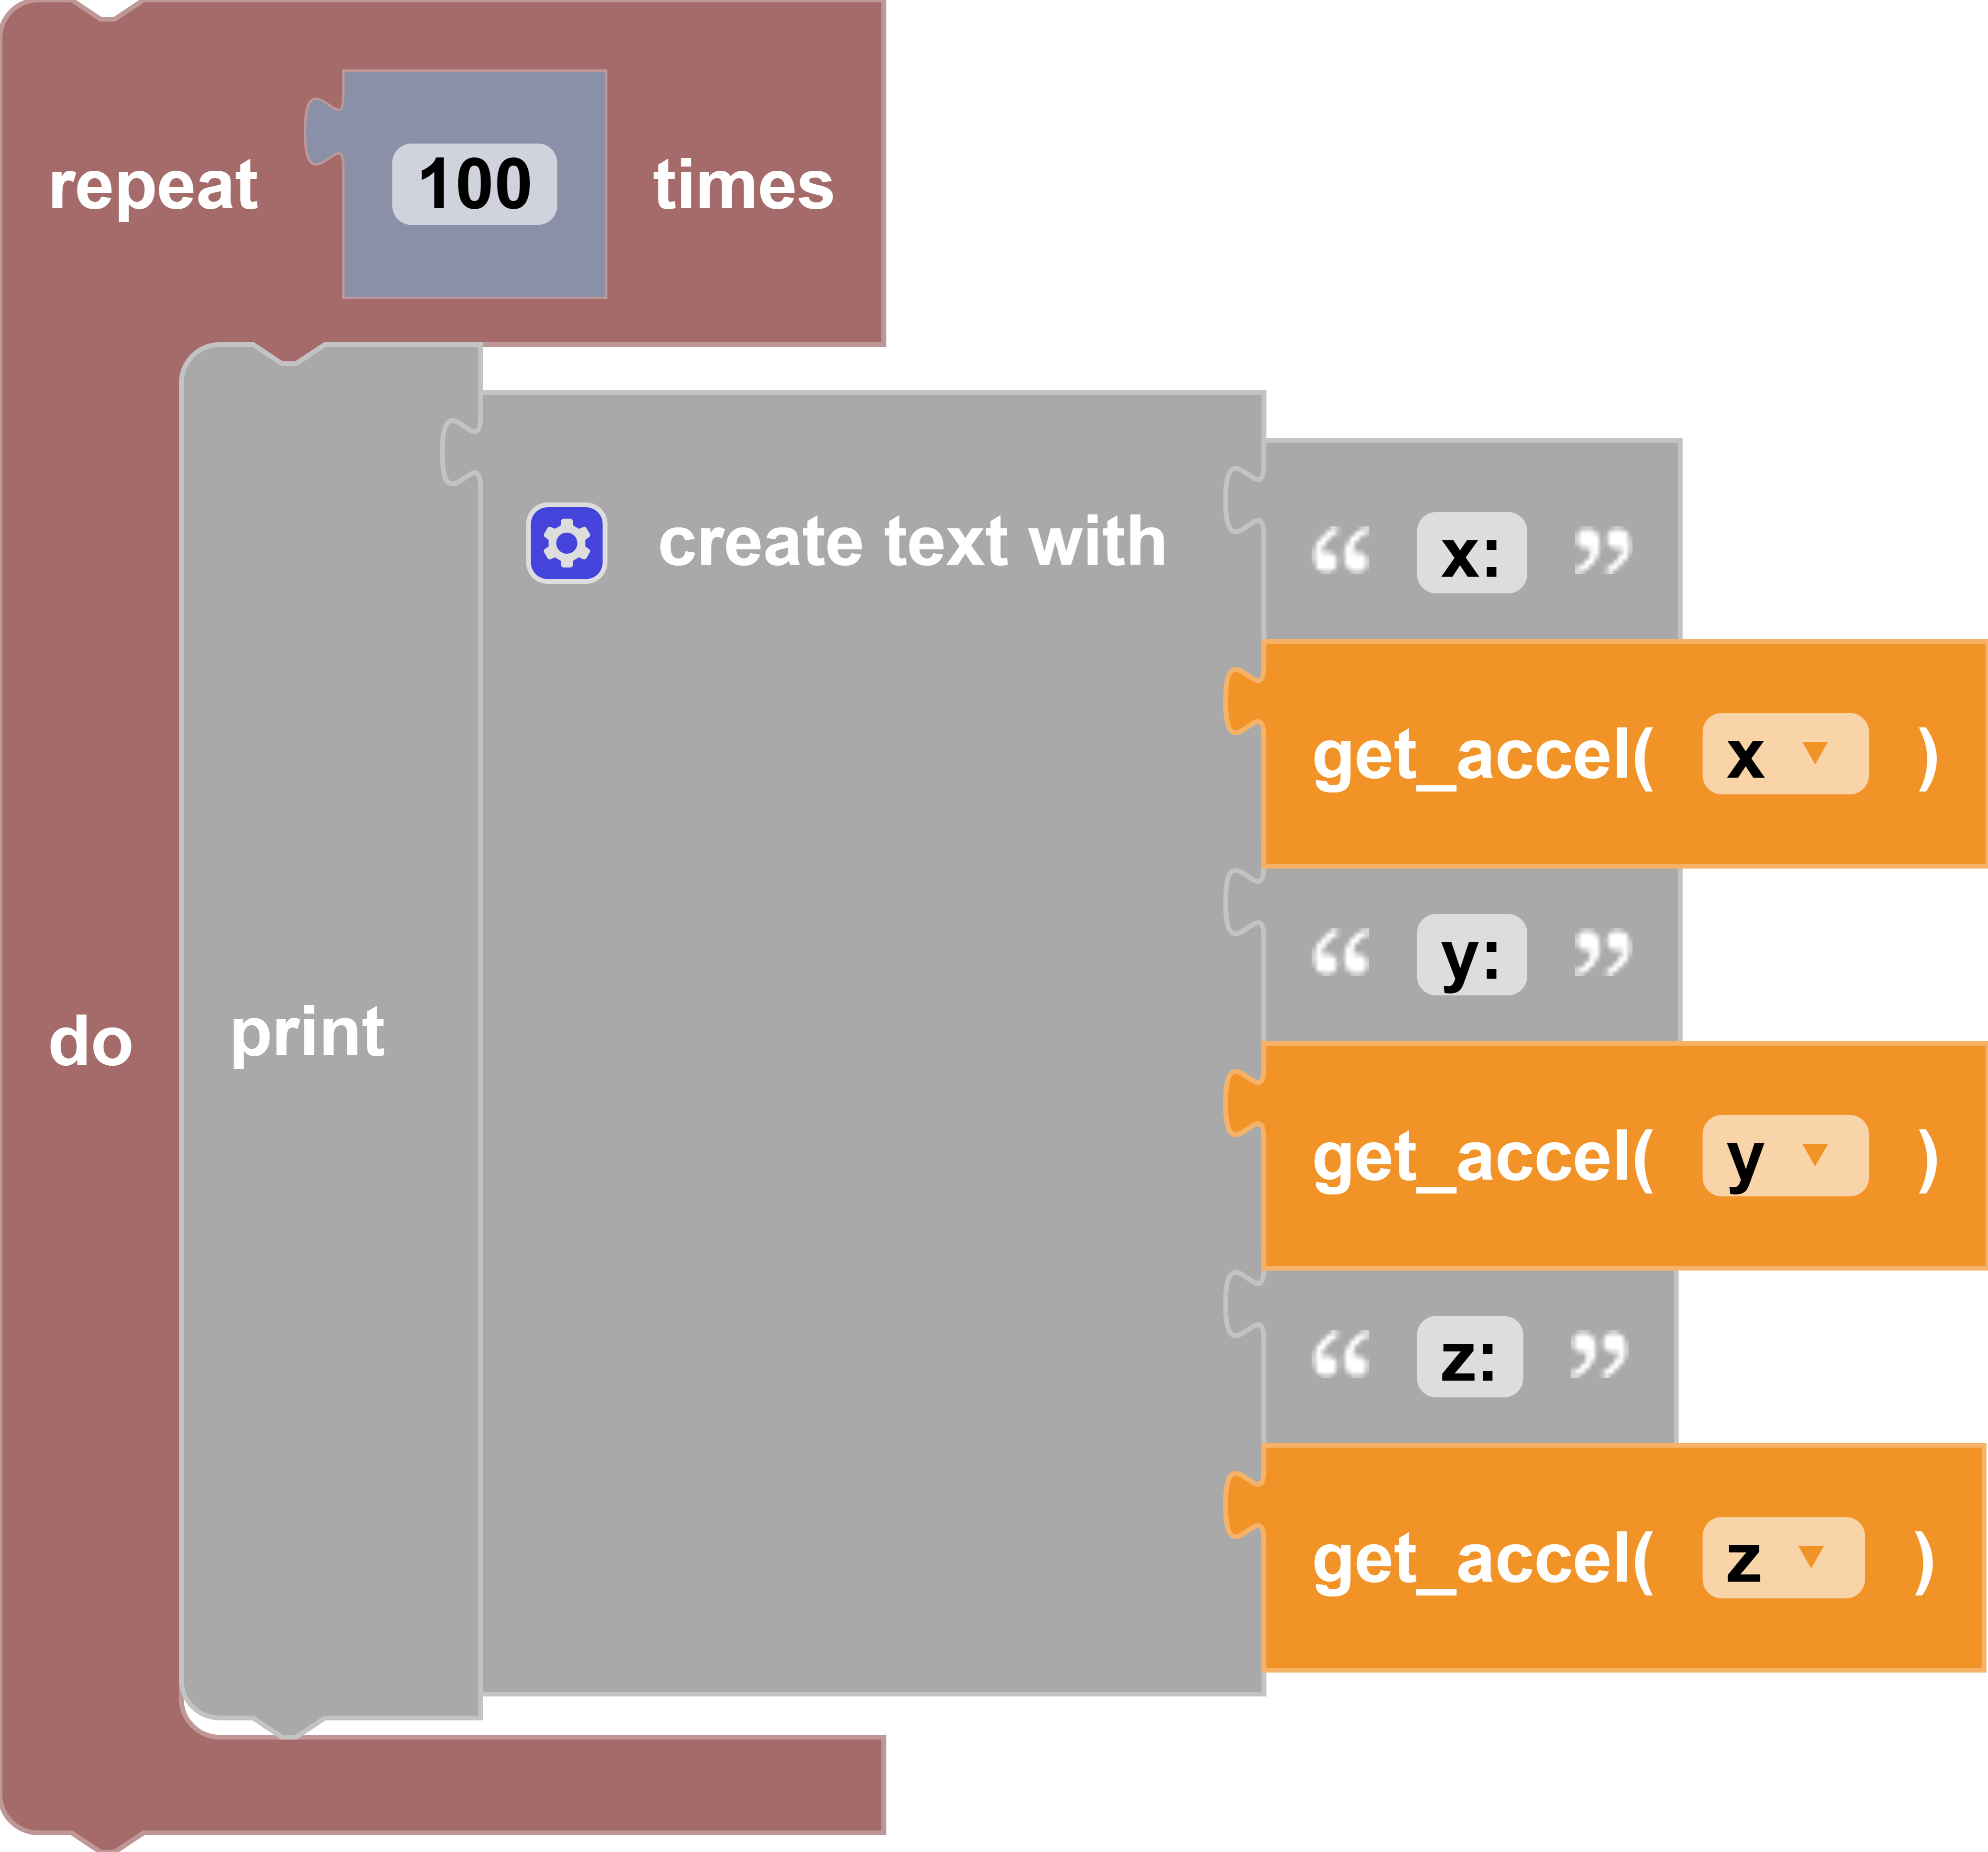 repeat 100 times
create text with “ x: ”
get_accel( x )
“ y: ”
do print
get_accel( y )
“ z: ”
get_accel( z )